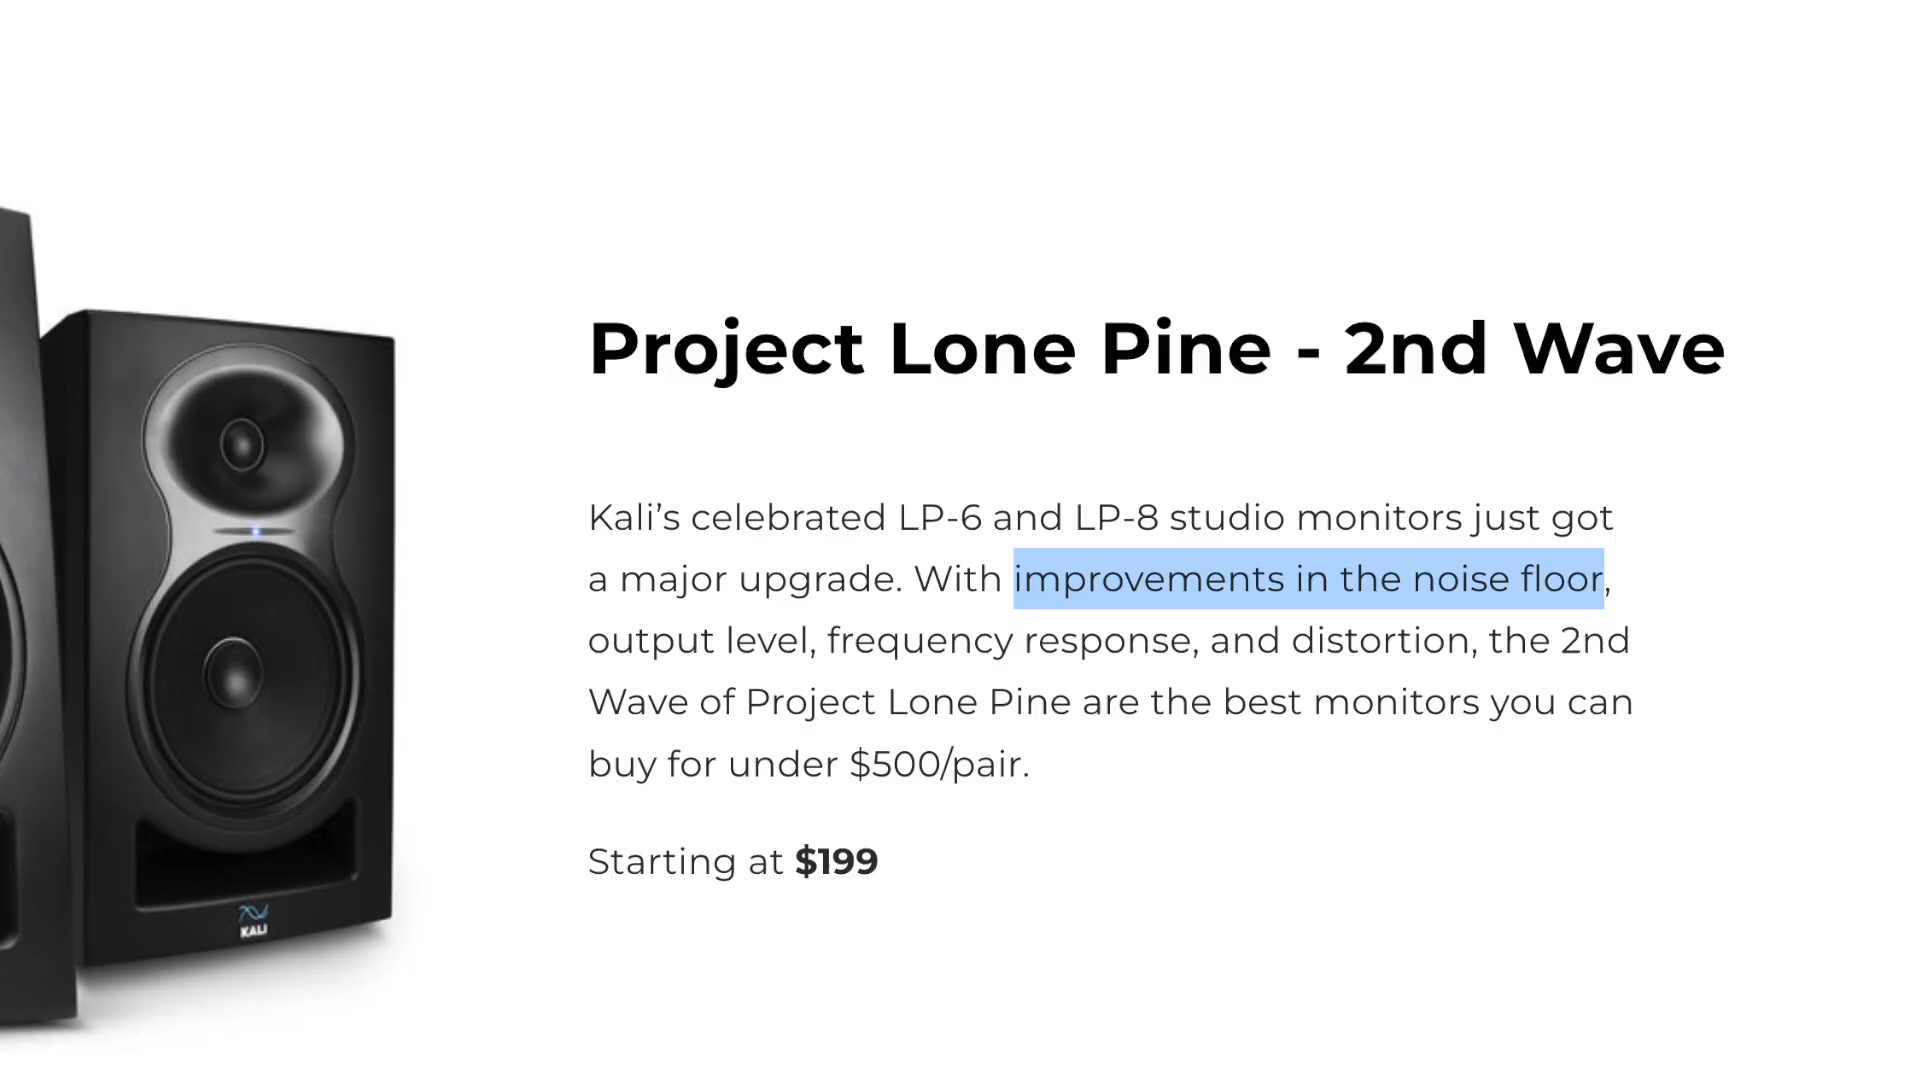 Project Lone Pine - 2nd Wave
Kali’s celebrated LP-6 and LP-8 studio monitors just got
a major upgrade. With improvements in the noise floor,
output level, frequency response, and distortion, the 2nd
Wave of Project Lone Pine are the best monitors you can
buy for under $500/pair.
Starting at $199
KALI